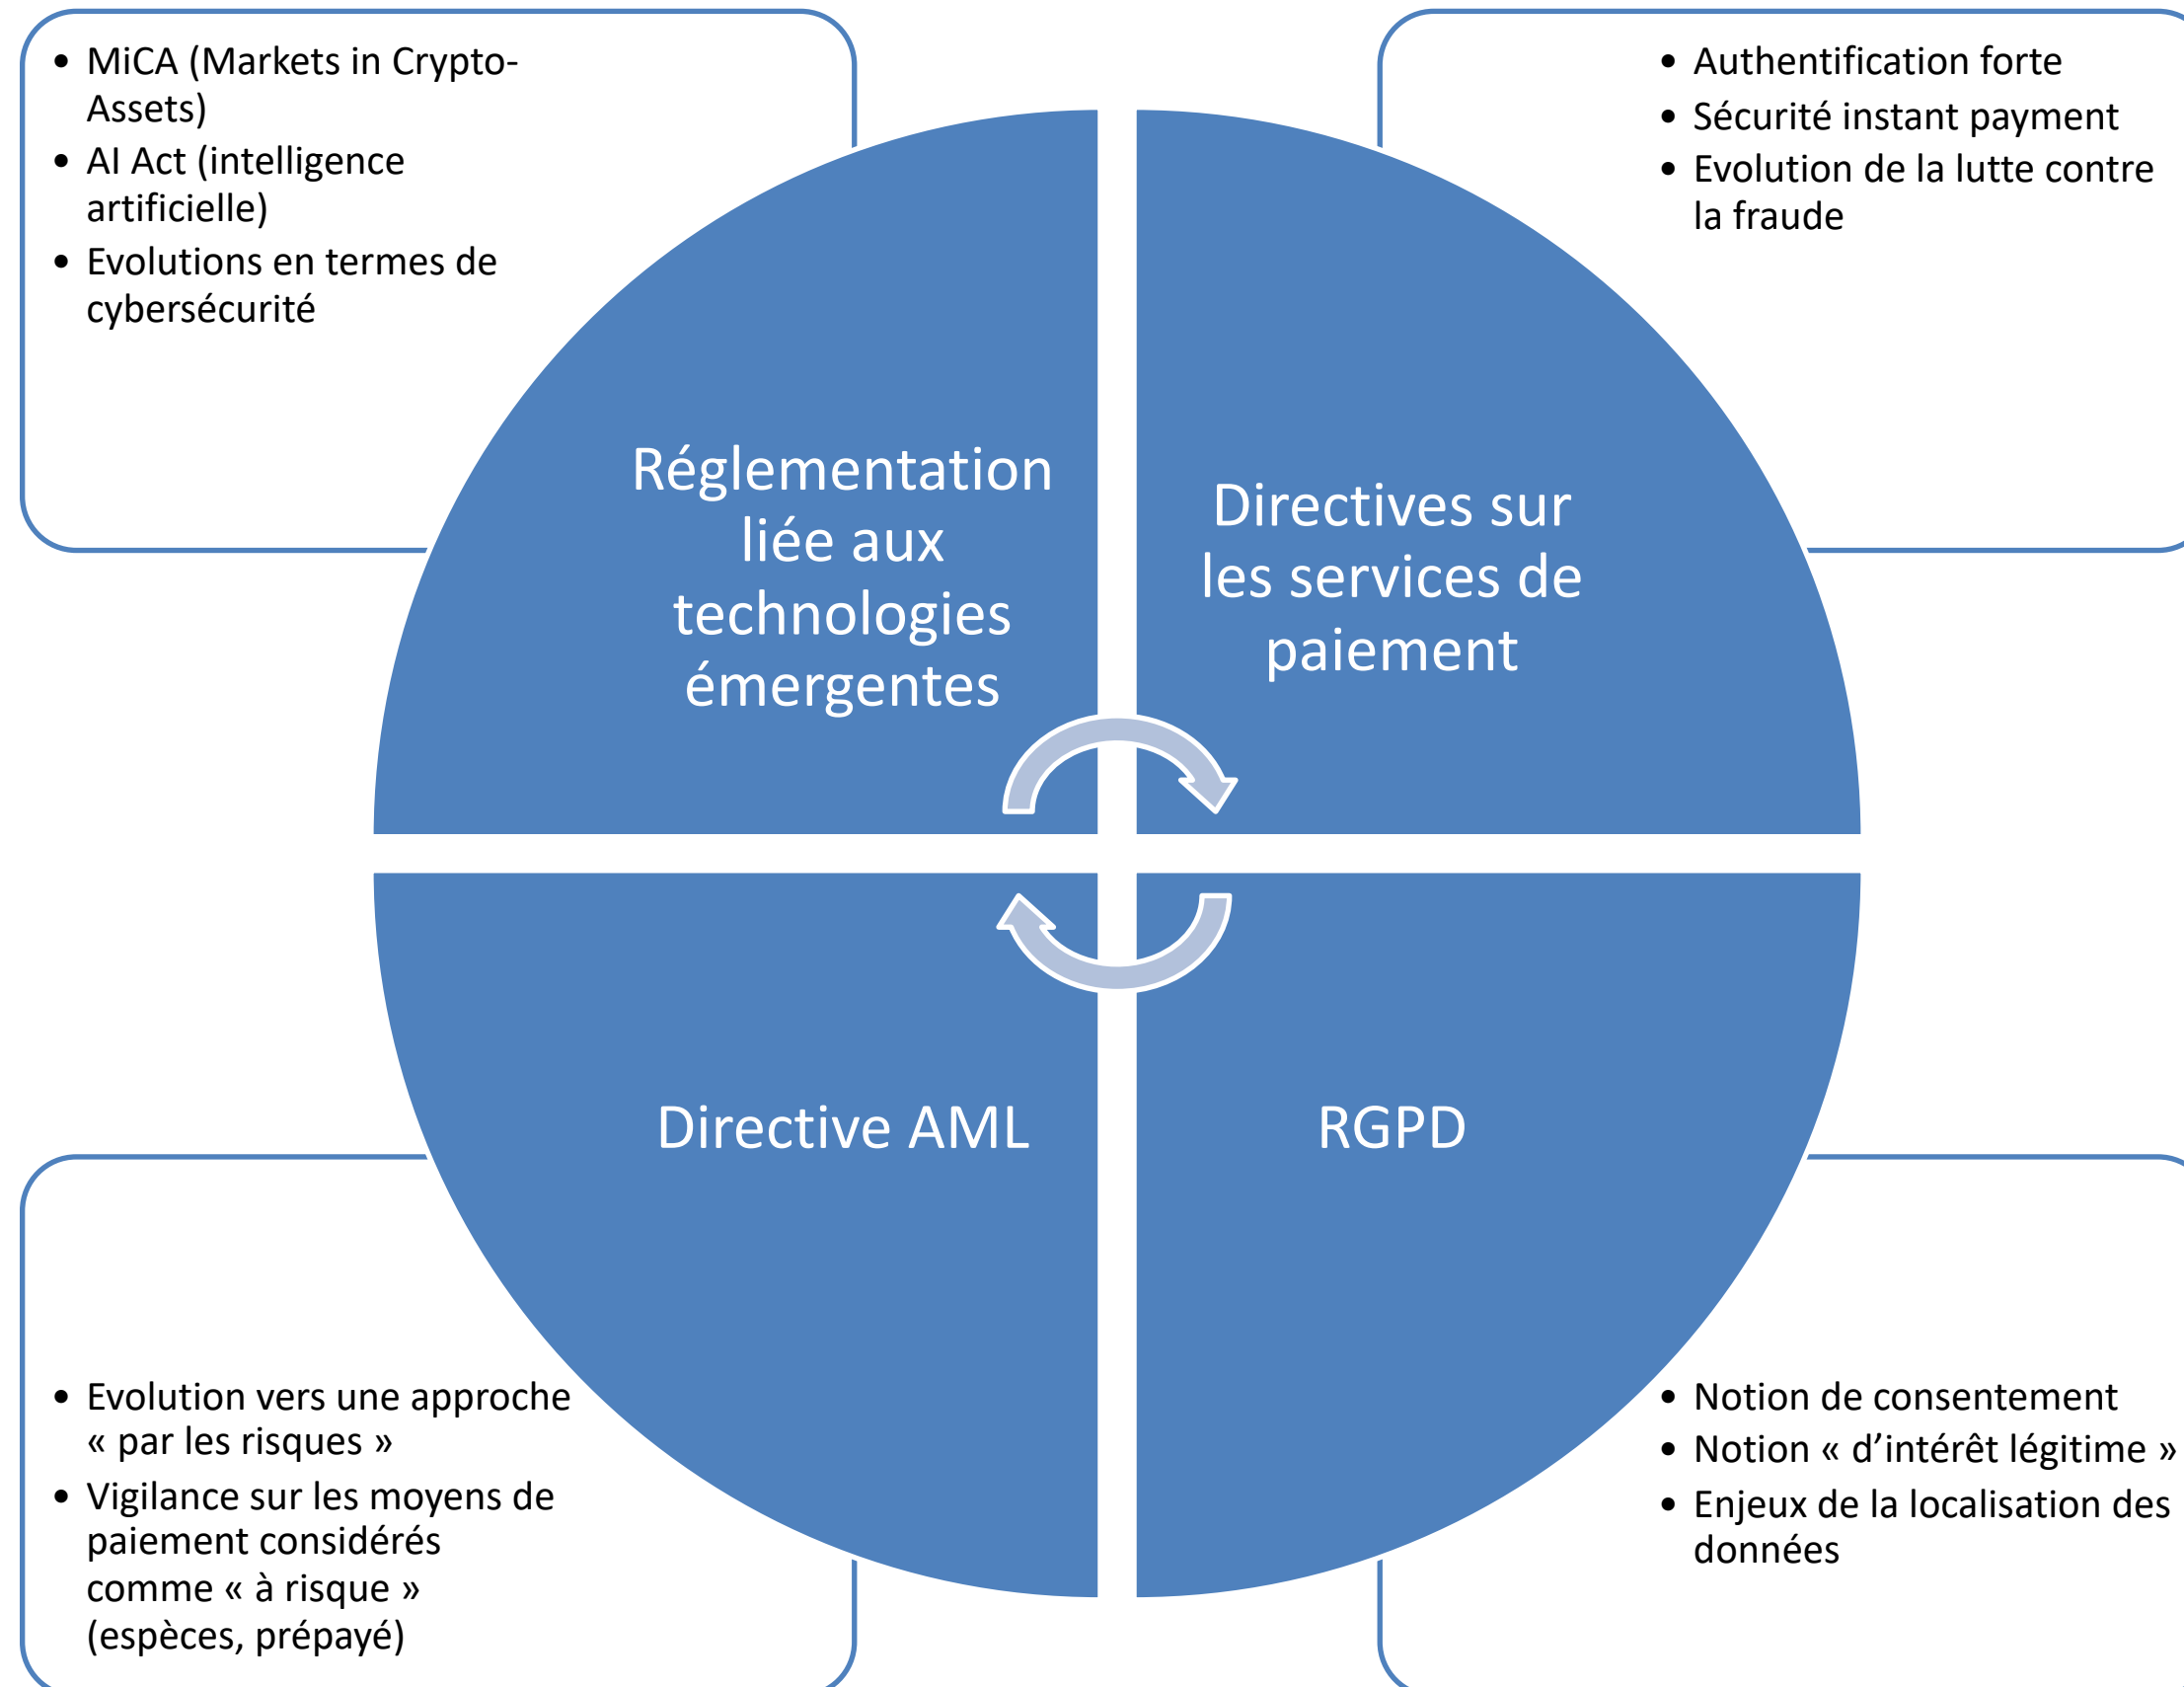 • MiCA (Markets in Crypto-
Assets)
• AI Act (intelligence
artificielle)
• Evolutions en termes de
cybersécurité
• Authentification forte
• Sécurité instant payment
• Evolution de la lutte contre
la fraude
Réglementation
liée aux
technologies
émergentes
Directives sur
les services de
paiement
Directive AML
RGPD
• Evolution vers une approche
« par les risques »
• Vigilance sur les moyens de
paiement considérés
comme « à risque »
(espèces, prépayé)
• Notion de consentement
• Notion « d’intérêt légitime »
• Enjeux de la localisation des
données